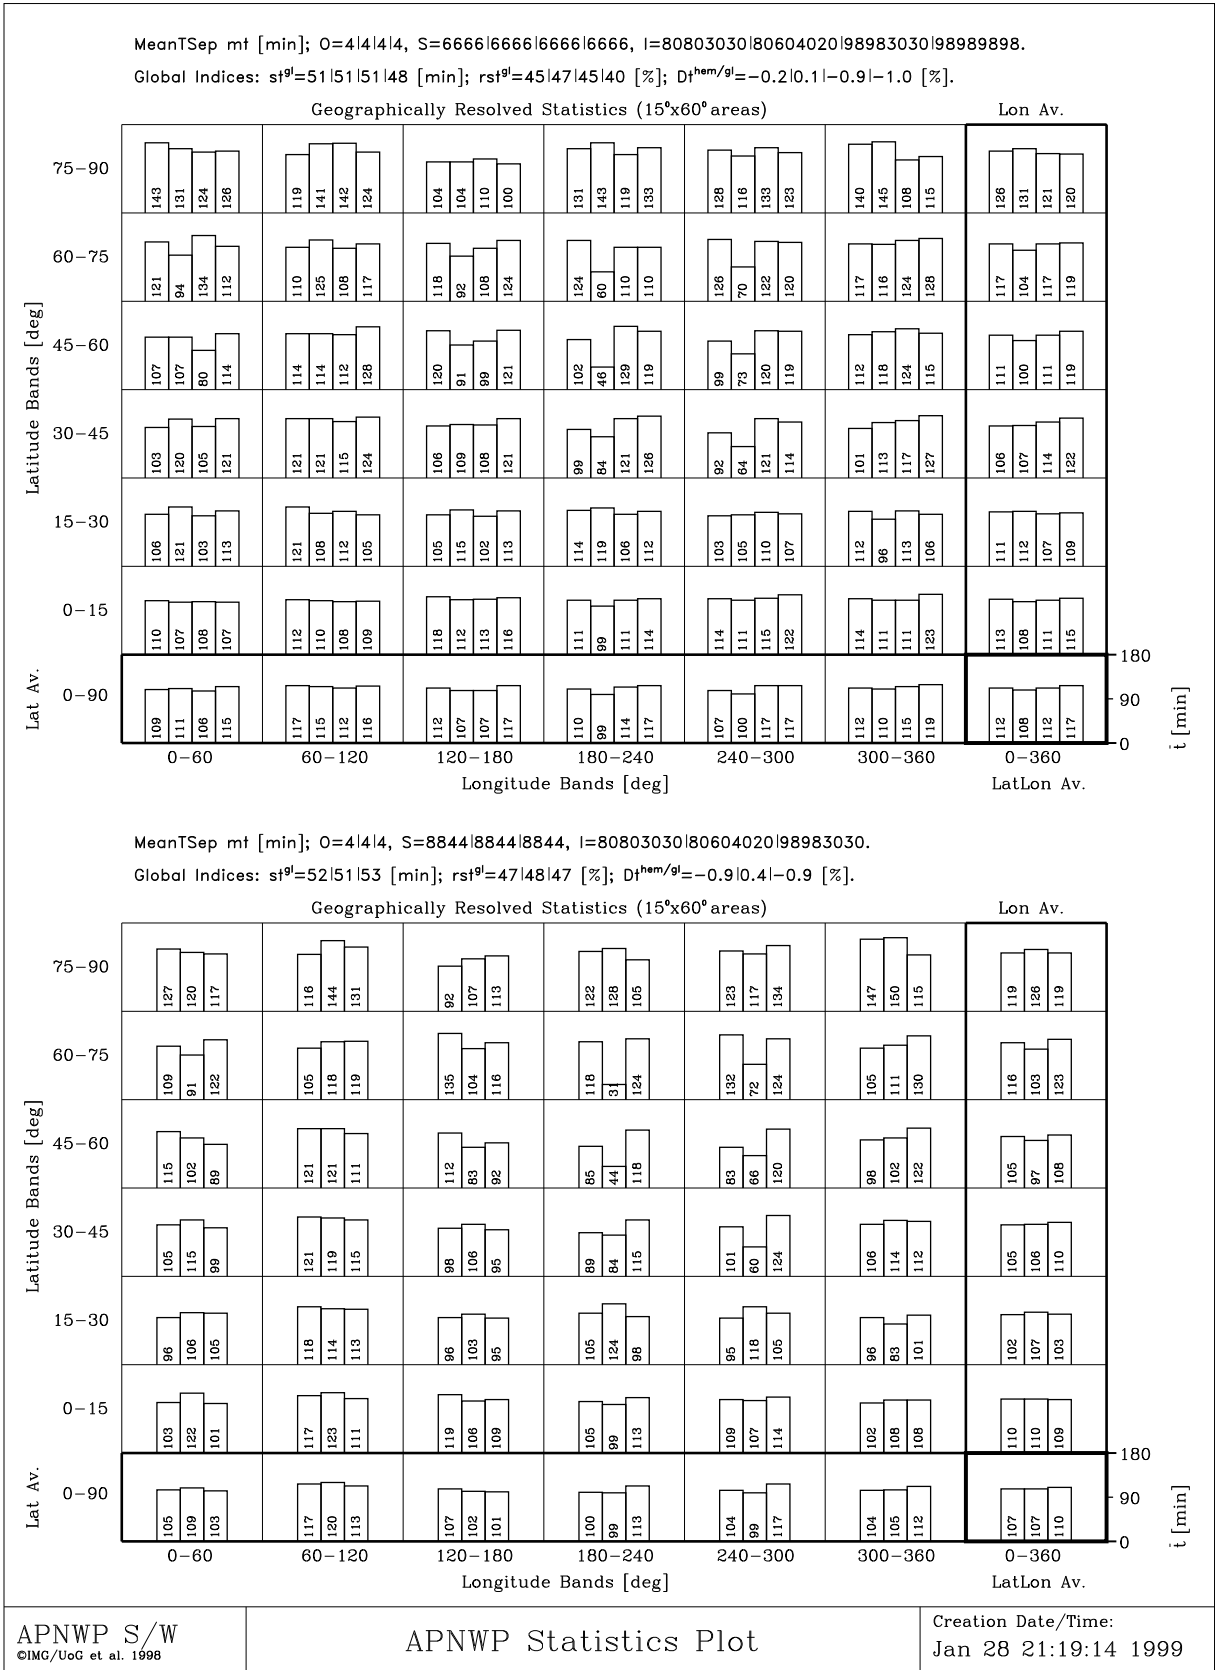 MeanTSep mt [min]; O=4|4|4|4, S=6666|6666|6666|6666, I=80803030|80604020|98983030|98989898.
Global Indices: st^gl=51|51|51|48 [min]; rst^gl=45|47|45|40 [%]; Dt^hem/gl=−0.2|0.1|−0.9|−1.0 [%].
Geographically Resolved Statistics (15⁰x60⁰ areas) Lon Av.
75−90 143 131 124 126 119 141 142 124 104 104 110 100 131 143 119 133 128 116 133 123 140 145 108 115 126 131 121 120
60−75 121 94 134 112 110 125 108 117 118 92 108 124 124 60 110 110 126 70 122 120 117 116 124 128 117 104 117 119
45−60 107 107 80 114 114 114 112 128 120 91 99 121 102 46 129 119 99 73 120 119 112 118 124 115 111 100 111 119
30−45 103 120 105 121 121 121 115 124 106 109 108 121 99 84 121 126 92 64 121 114 101 113 117 127 106 107 114 122
15−30 106 121 103 113 121 108 112 105 105 115 102 113 114 119 106 112 103 105 110 107 112 96 113 106 111 112 107 109
0−15 110 107 108 107 112 110 108 109 118 112 113 116 111 99 111 114 114 111 115 122 114 111 111 123 113 108 111 115
0−90 109 111 106 115 117 115 112 116 112 107 107 117 110 99 114 117 107 100 117 117 112 110 115 119 112 108 112 117
Latitude Bands [deg]
Lat Av.
180
90
0
t [min]
0−60 60−120 120−180 180−240 240−300 300−360 0−360
Longitude Bands [deg] LatLon Av.
MeanTSep mt [min]; O=4|4|4, S=8844|8844|8844, I=80803030|80604020|98983030.
Global Indices: st^gl=52|51|53 [min]; rst^gl=47|48|47 [%]; Dt^hem/gl=−0.9|0.4|−0.9 [%].
Geographically Resolved Statistics (15⁰x60⁰ areas) Lon Av.
75−90 127 120 117 116 144 131 92 107 113 122 128 105 123 117 134 147 150 115 119 126 119
60−75 109 91 122 105 118 119 135 104 116 118 31 124 132 72 124 105 111 130 116 103 123
45−60 115 102 89 121 121 111 112 83 92 85 44 118 83 66 120 98 102 122 105 97 108
30−45 105 115 99 121 119 115 98 106 95 89 84 115 101 60 124 106 114 112 105 106 110
15−30 96 106 105 118 114 113 96 103 95 105 124 98 95 118 105 96 83 101 102 107 103
0−15 103 122 101 117 123 111 119 106 109 105 99 113 109 107 114 102 108 108 110 110 109
0−90 105 109 103 117 120 113 107 102 101 100 99 113 104 99 117 104 105 112 107 107 110
Latitude Bands [deg]
Lat Av.
180
90
0
t [min]
0−60 60−120 120−180 180−240 240−300 300−360 0−360
Longitude Bands [deg] LatLon Av.
APNWP S/W
©IMG/UoG et al. 1998
APNWP Statistics Plot
Creation Date/Time:
Jan 28 21:19:14 1999